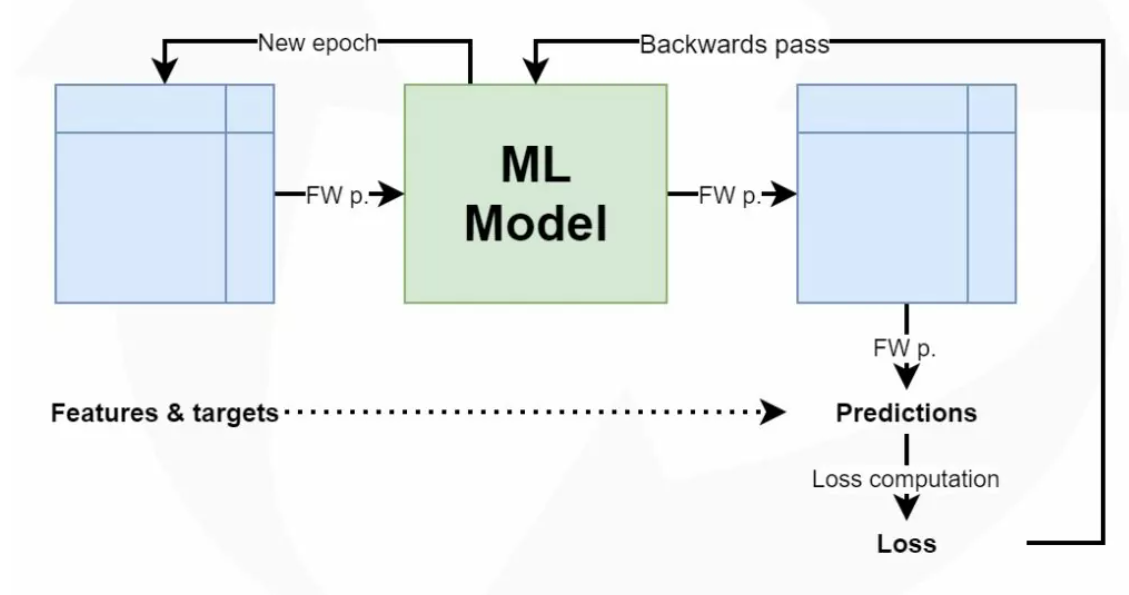 New epoch
Backwards pass
ML
Model
FW p.
FW p.
FW p.
Features & targets
Predictions
Loss computation
Loss